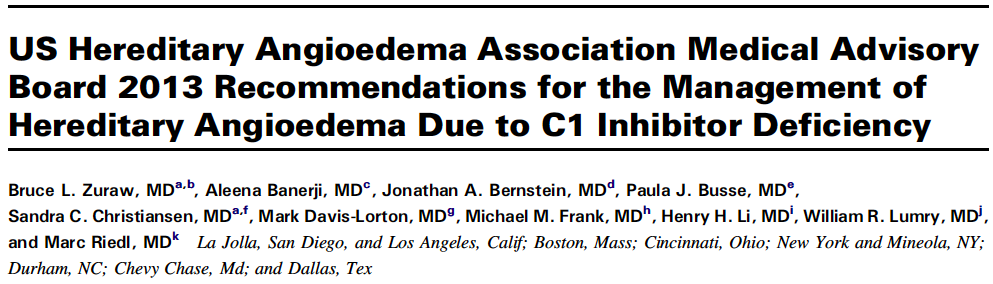 US Hereditary Angioedema Association Medical Advisory
Board 2013 Recommendations for the Management of
Hereditary Angioedema Due to C1 Inhibitor Deficiency
Bruce L. Zuraw, MDa,b, Aleena Banerji, MDc, Jonathan A. Bernstein, MDd, Paula J. Busse, MDe,
Sandra C. Christiansen, MDa,f, Mark Davis-Lorton, MDg, Michael M. Frank, MDh, Henry H. Li, MDi, William R. Lumry, MDj,
and Marc Riedl, MDk La Jolla, San Diego, and Los Angeles, Calif; Boston, Mass; Cincinnati, Ohio; New York and Mineola, NY;
Durham, NC; Chevy Chase, Md; and Dallas, Tex